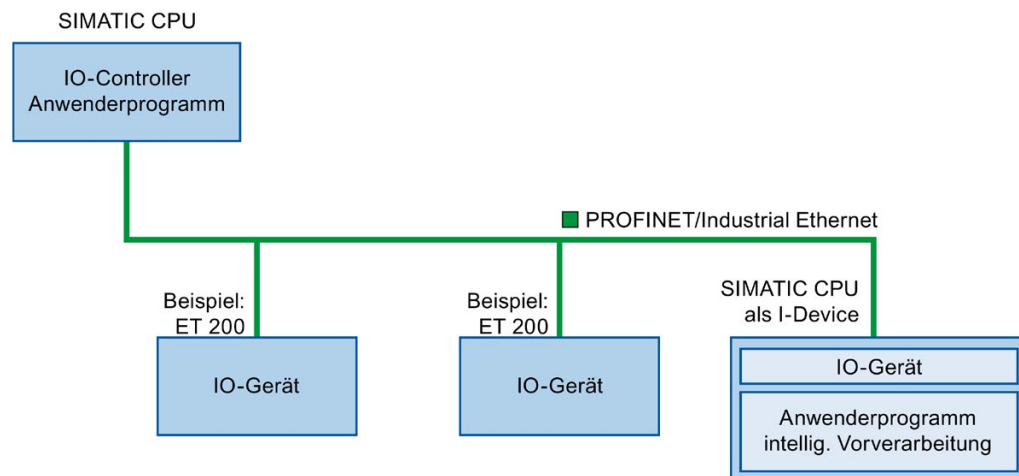 SIMATIC CPU
IO-Controller
Anwenderprogramm
PROFINET/Industrial Ethernet
Beispiel:
ET 200
IO-Gerät
Beispiel:
ET 200
IO-Gerät
SIMATIC CPU
als I-Device
IO-Gerät
Anwenderprogramm
intellig. Vorverarbeitung